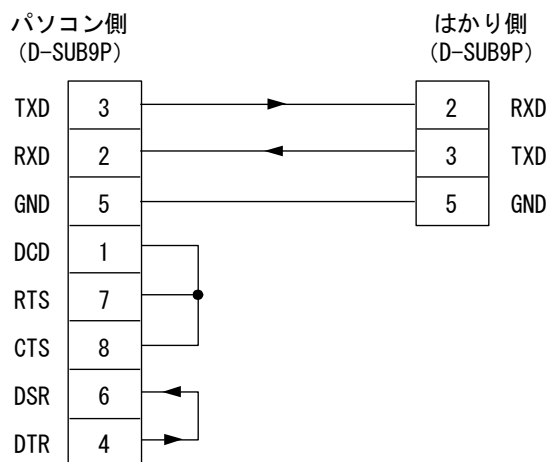 パソコン側 はかり側
(D-SUB9P) (D-SUB9P)
TXD 3 2 RXD
RXD 2 3 TXD
GND 5 5 GND
DCD 1
RTS 7
CTS 8
DSR 6
DTR 4